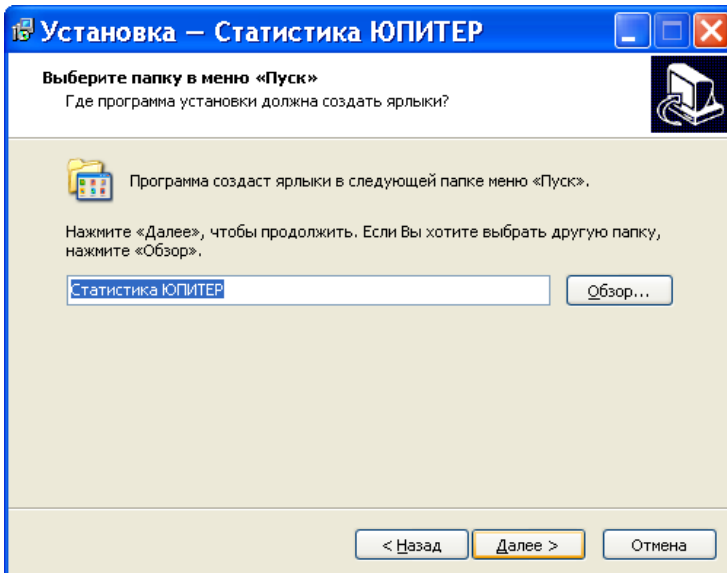 Установка — Статистика ЮПИТЕР
Выберите папку в меню «Пуск»
Где программа установки должна создать ярлыки?
Программа создаст ярлыки в следующей папке меню «Пуск».
Нажмите «Далее», чтобы продолжить. Если Вы хотите выбрать другую папку,
нажмите «Обзор».
Статистика ЮПИТЕР
Обзор...
< Назад
Далее >
Отмена